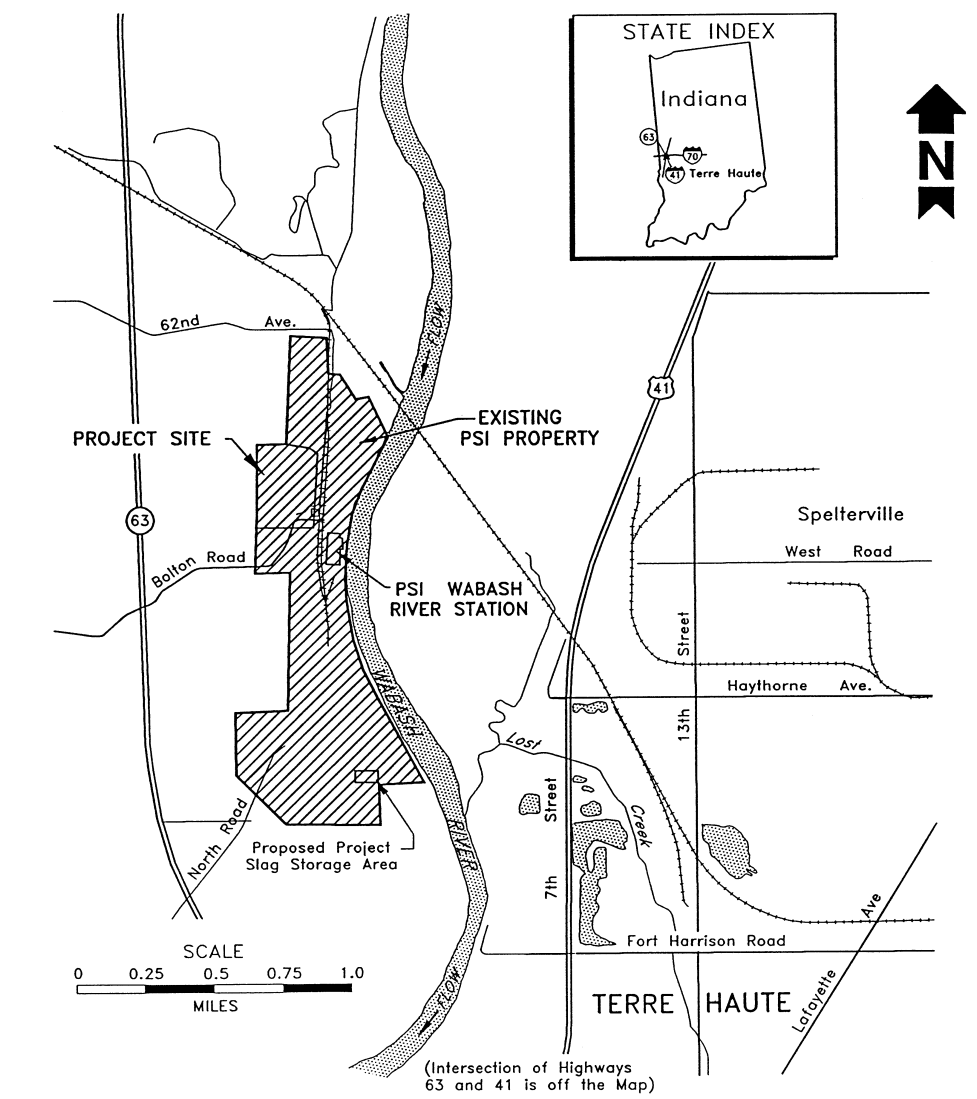 STATE INDEX
Indiana
63
70
41
Terre Haute
N
FLOW
62nd Ave.
41
EXISTING
PSI PROPERTY
PROJECT SITE
63
Spelterville
West Road
Bolton Road
PSI WABASH
RIVER STATION
Street
13th
Haythorne Ave.
WABASH
RIVER
Lost
Creek
Street
7th
North Road
Proposed Project
Slag Storage Area
Ave
Lafayette
Fort Harrison Road
SCALE
0 0.25 0.5 0.75 1.0
MILES
FLOW
TERRE HAUTE
(Intersection of Highways
63 and 41 is off the Map)